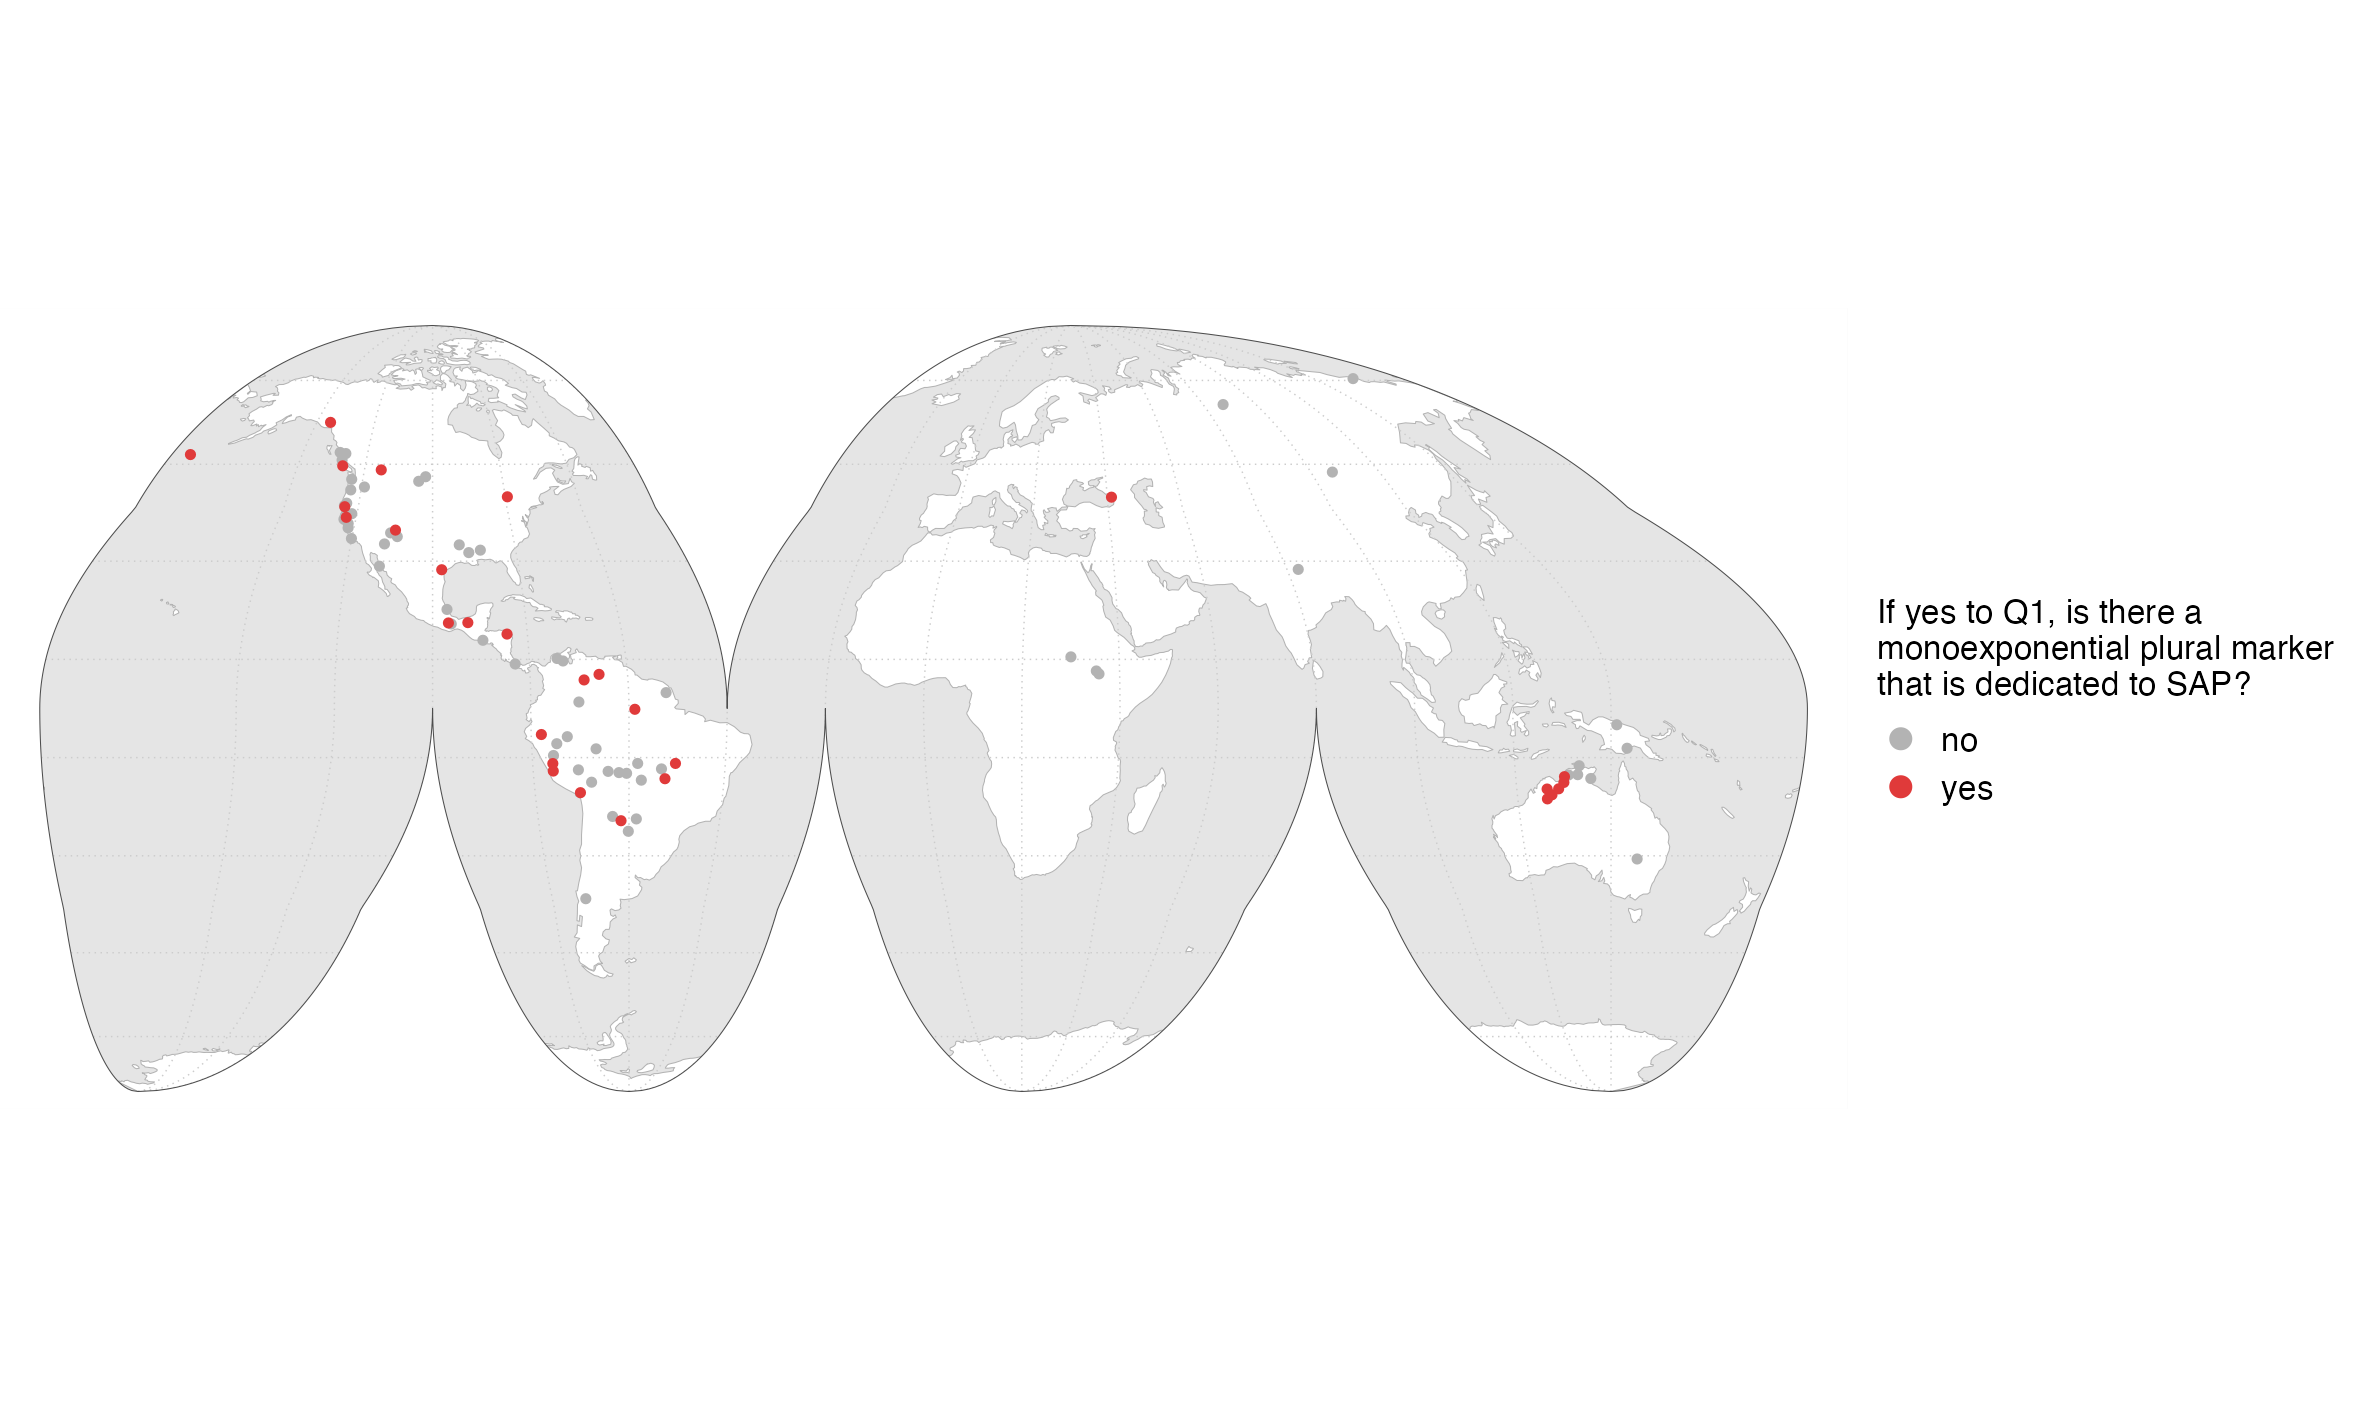 If yes to Q1, is there a
monoexponential plural marker
that is dedicated to SAP?
no
yes